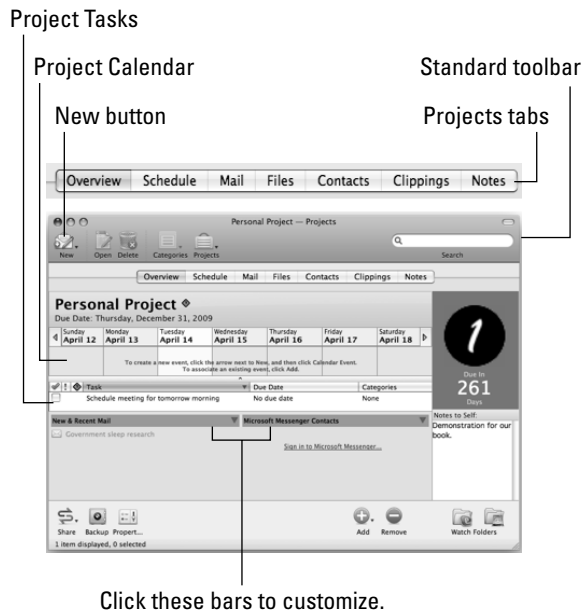 Project Tasks
Project Calendar
Standard toolbar
New button
Projects tabs
Overview Schedule Mail Files Contacts Clippings Notes
Personal Project — Projects
New Open Delete Categories Projects Search
Overview Schedule Mail Files Contacts Clippings Notes
Personal Project
Due Date: Thursday, December 31, 2009
Sunday Monday Tuesday Wednesday Thursday Friday Saturday
April 12 April 13 April 14 April 15 April 16 April 17 April 18
To create a new event, click the arrow next to New, and then click Calendar Event.
To associate an existing event, click Add.
1
Due In
261
Days
! Task Due Date Categories
Schedule meeting for tomorrow morning No due date None
New & Recent Mail Microsoft Messenger Contacts
Notes to Self:
Government sleep research
Sign in to Microsoft Messenger...
Demonstration for our
book.
Share Backup Propert... Add Remove Watch Folders
1 item displayed, 0 selected
Click these bars to customize.